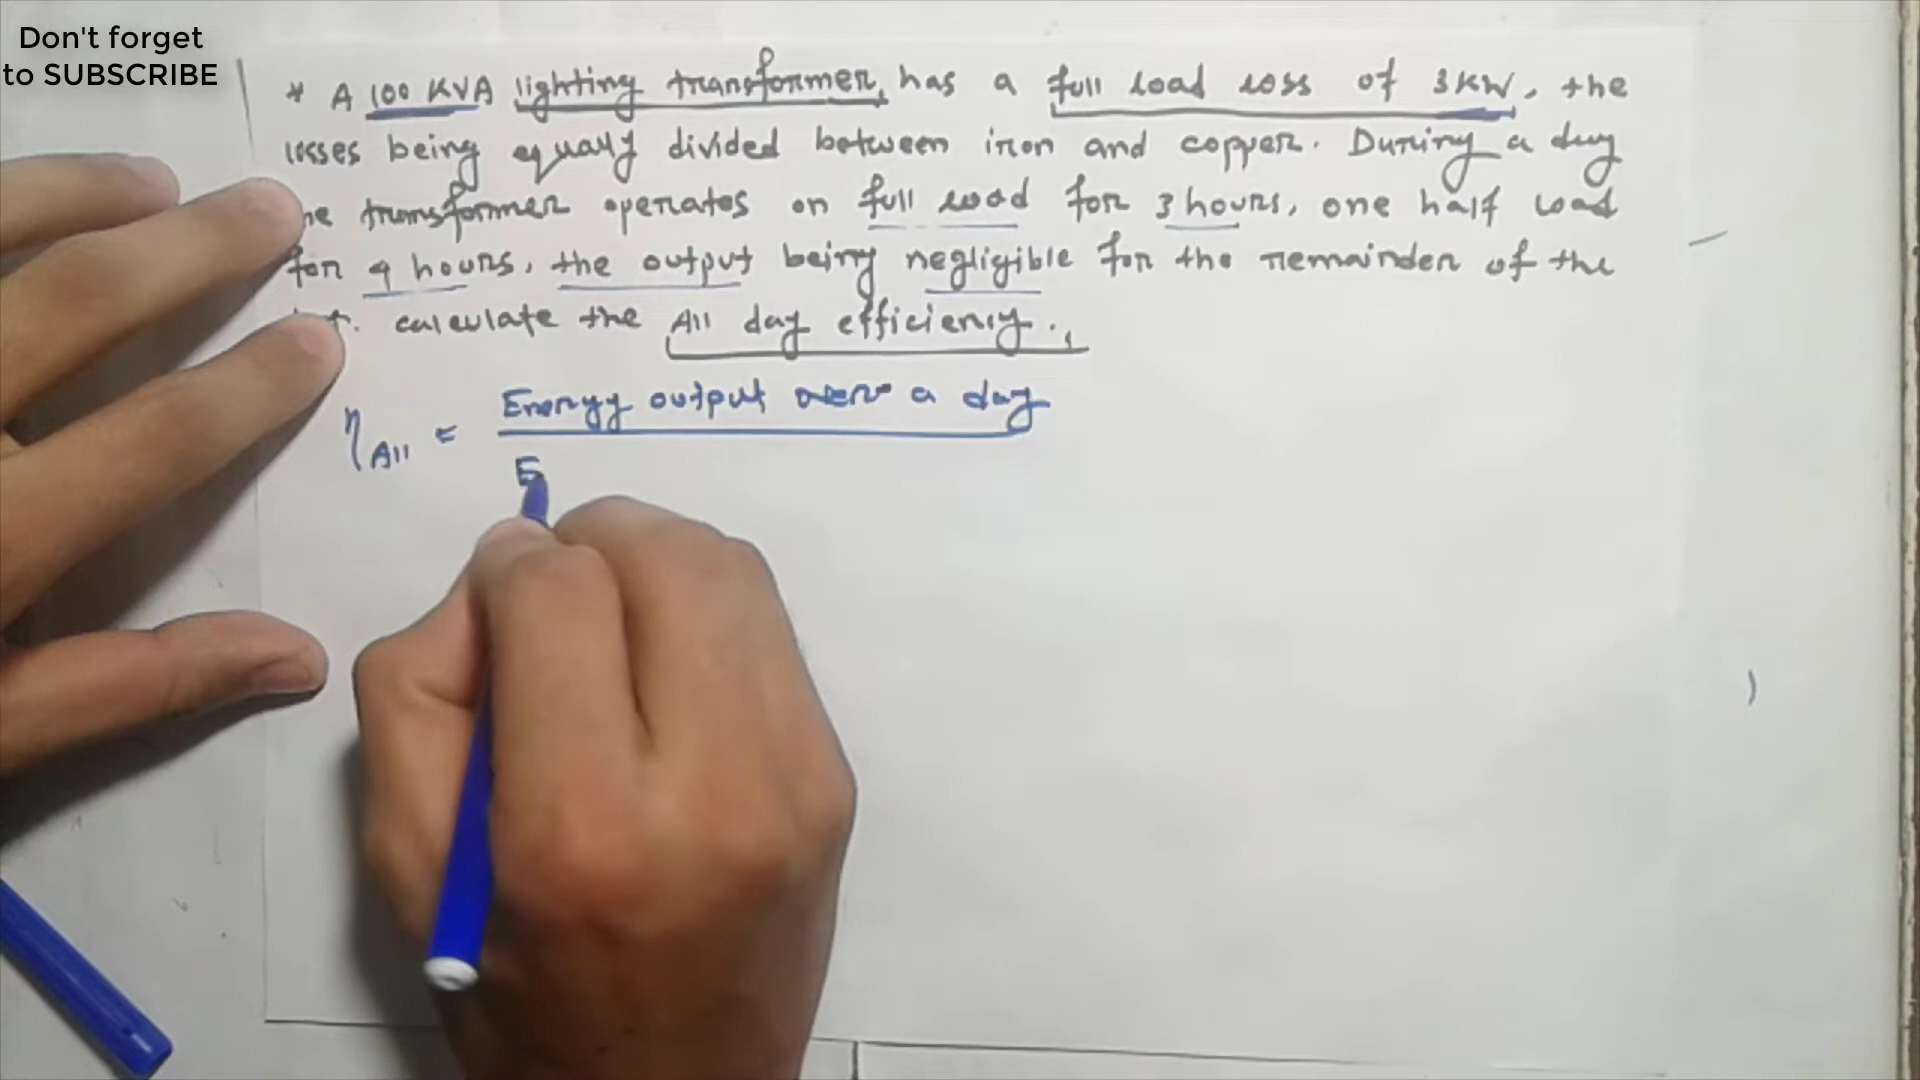 Don't forget
to SUBSCRIBE
* A 100 KVA lighting transformer, has a full load loss of 3KW, the
losses being equally divided between iron and copper. During a day
he transformer operates on full load for 3 hours, one half load
for 4 hours, the output being negligible for the remainder of the
calculate the All day efficiency.
η All = Energy output over a day
E